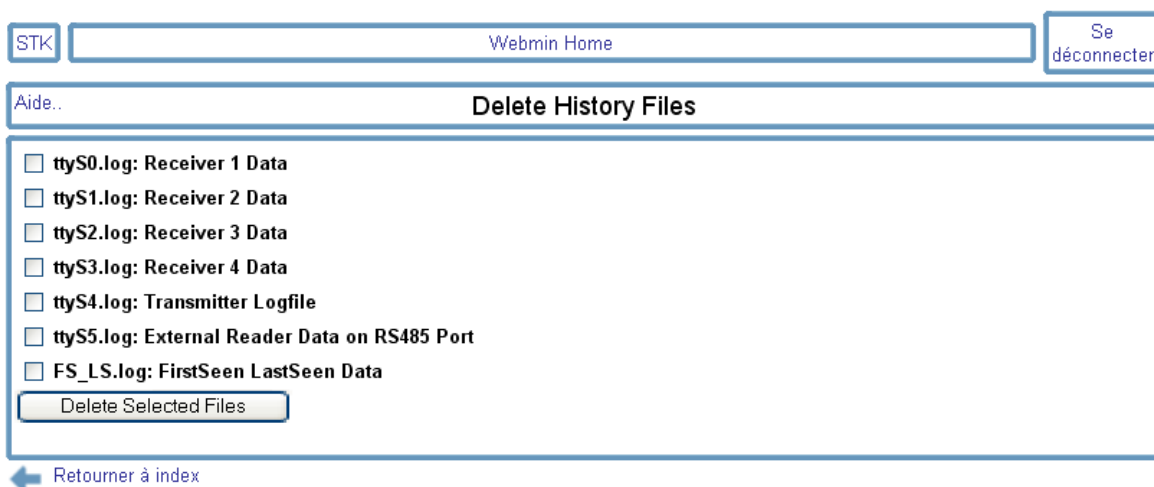 STK
Webmin Home
Se
déconnecter
Aide..
Delete History Files
ttyS0.log: Receiver 1 Data
ttyS1.log: Receiver 2 Data
ttyS2.log: Receiver 3 Data
ttyS3.log: Receiver 4 Data
ttyS4.log: Transmitter Logfile
ttyS5.log: External Reader Data on RS485 Port
FS_LS.log: FirstSeen LastSeen Data
Delete Selected Files
Retourner à index